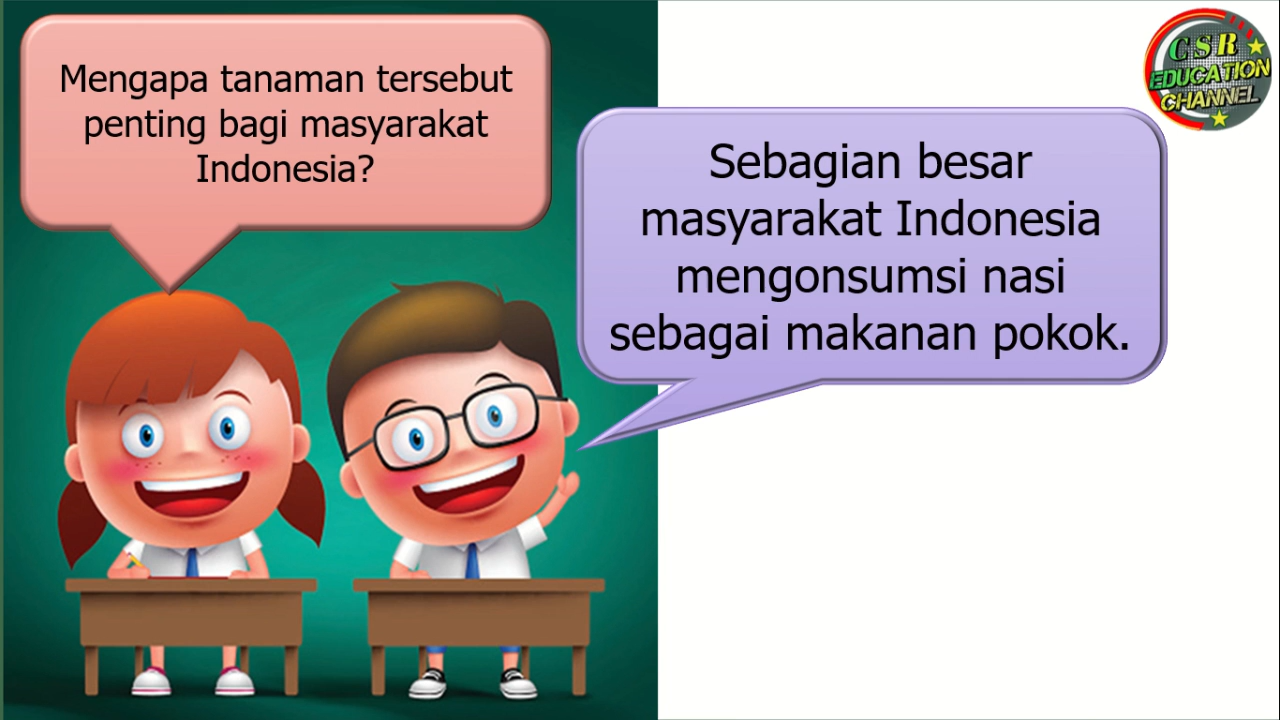 Mengapa tanaman tersebut
penting bagi masyarakat
Indonesia?
CSR
EDUCATION
CHANNEL
Sebagian besar
masyarakat Indonesia
mengonsumsi nasi
sebagai makanan pokok.